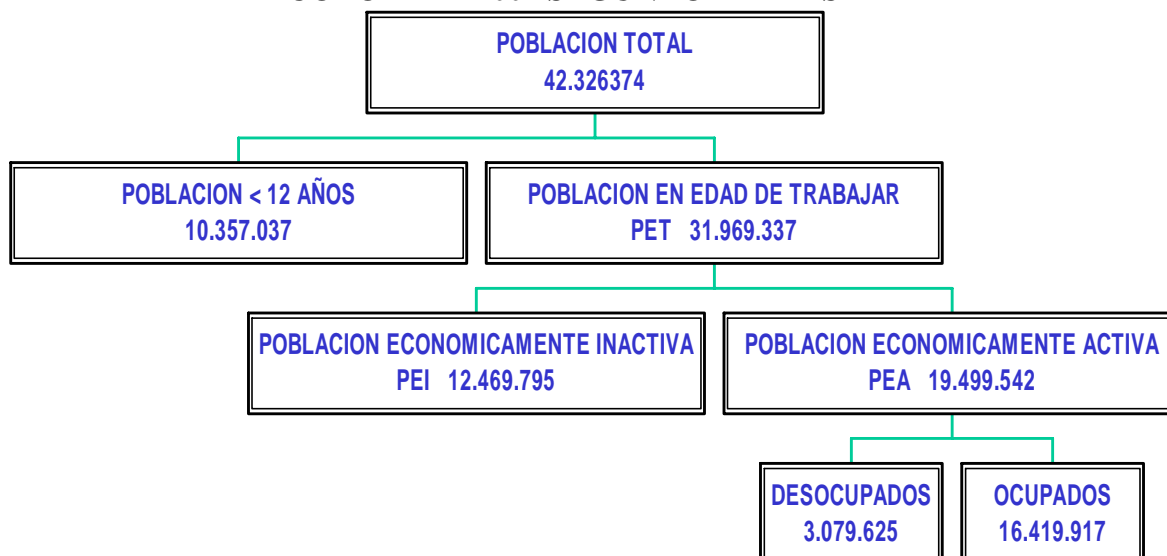 POBLACION TOTAL
42.326374
POBLACION < 12 AÑOS
10.357.037
POBLACION EN EDAD DE TRABAJAR
PET 31.969.337
POBLACION ECONOMICAMENTE INACTIVA
PEI 12.469.795
POBLACION ECONOMICAMENTE ACTIVA
PEA 19.499.542
DESOCUPADOS
3.079.625
OCUPADOS
16.419.917